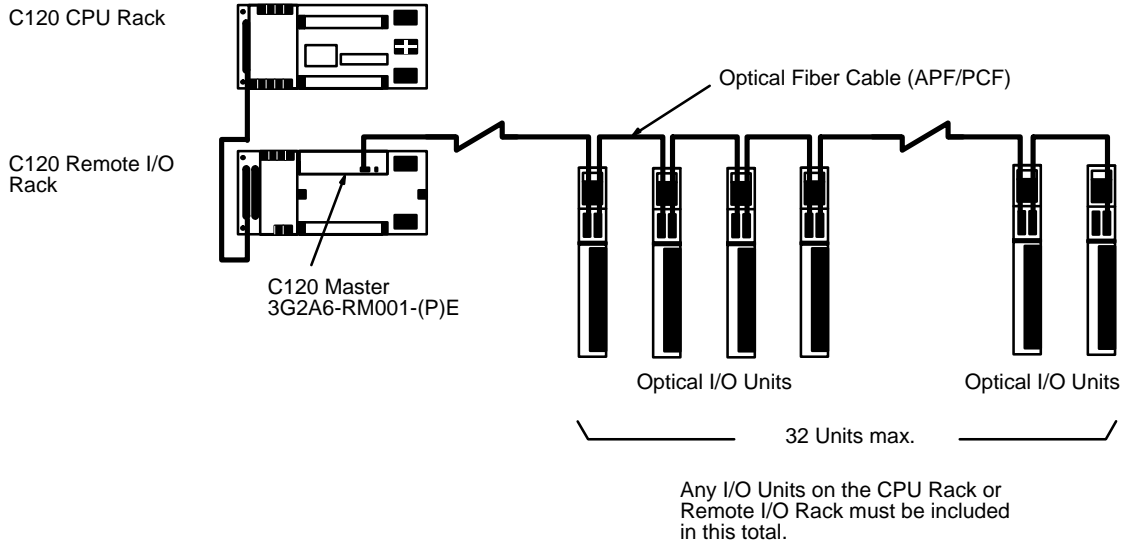 C120 CPU Rack
Optical Fiber Cable (APF/PCF)
C120 Remote I/O
Rack
C120 Master
3G2A6-RM001-(P)E
Optical I/O Units
Optical I/O Units
32 Units max.
Any I/O Units on the CPU Rack or
Remote I/O Rack must be included
in this total.